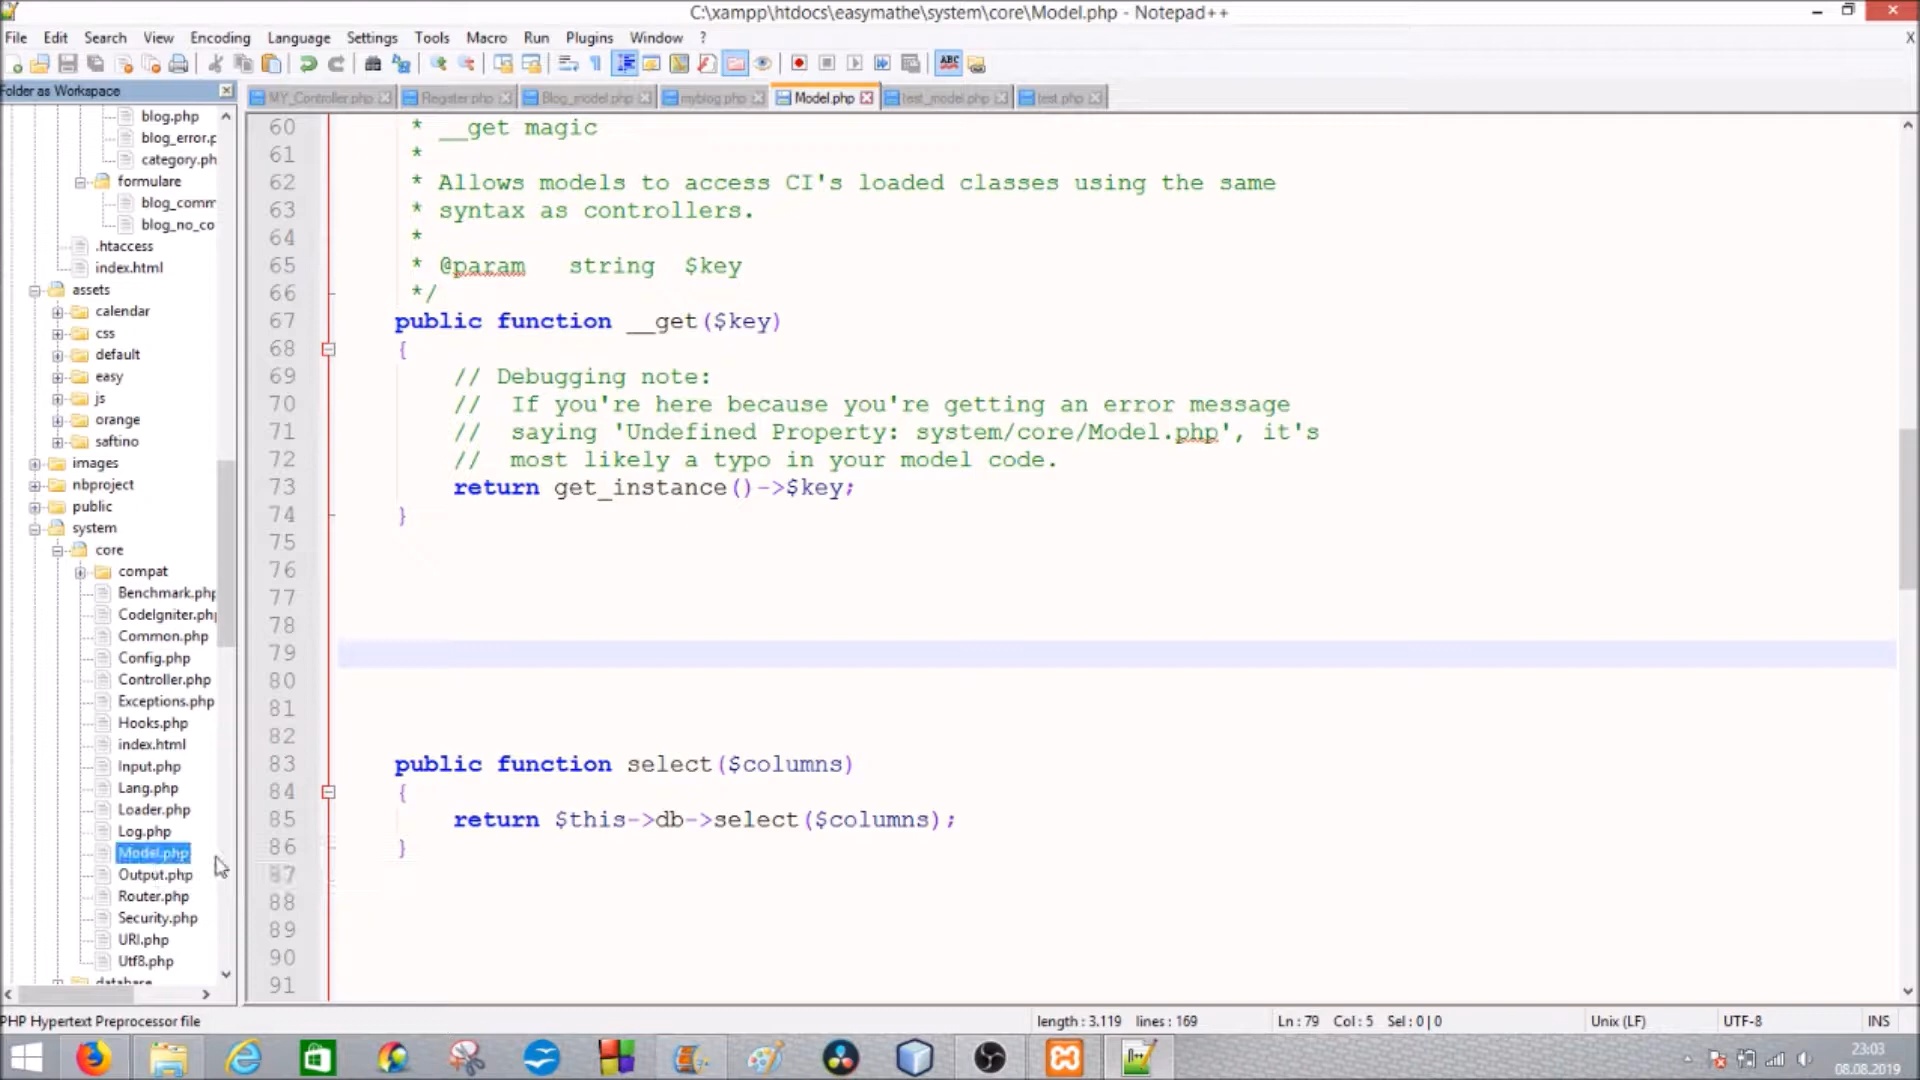 C:\xampp\htdocs\easymathe\system\core\Model.php - Notepad++
File Edit Search View Encoding Language Settings Tools Macro Run Plugins Window ? X
ABC
Folder as Workspace
MY_Controller.php Register.php Blog_model.php myblog.php Model.php test_model.php test.php
blog.php
blog_error.p
category.ph
formulare
blog_comm
blog_no_co
.htaccess
index.html
assets
calendar
css
default
easy
js
orange
saftino
images
nbproject
public
system
core
compat
Benchmark.php
CodeIgniter.php
Common.php
Config.php
Controller.php
Exceptions.php
Hooks.php
index.html
Input.php
Lang.php
Loader.php
Log.php
Model.php
Output.php
Router.php
Security.php
URI.php
Utf8.php
database
60 * __get magic
61 *
62 * Allows models to access CI's loaded classes using the same
63 * syntax as controllers.
64 *
65 * @param string $key
66 */
67 public function __get($key)
68 {
69 // Debugging note:
70 // If you're here because you're getting an error message
71 // saying 'Undefined Property: system/core/Model.php', it's
72 // most likely a typo in your model code.
73 return get_instance()->$key;
74 }
75
76
77
78
79
80
81
82
83 public function select($columns)
84 {
85 return $this->db->select($columns);
86 }
87
88
89
90
91
PHP Hypertext Preprocessor file length : 3.119 lines : 169 Ln : 79 Col : 5 Sel : 0 | 0 Unix (LF) UTF-8 INS
23:03
08.08.2019